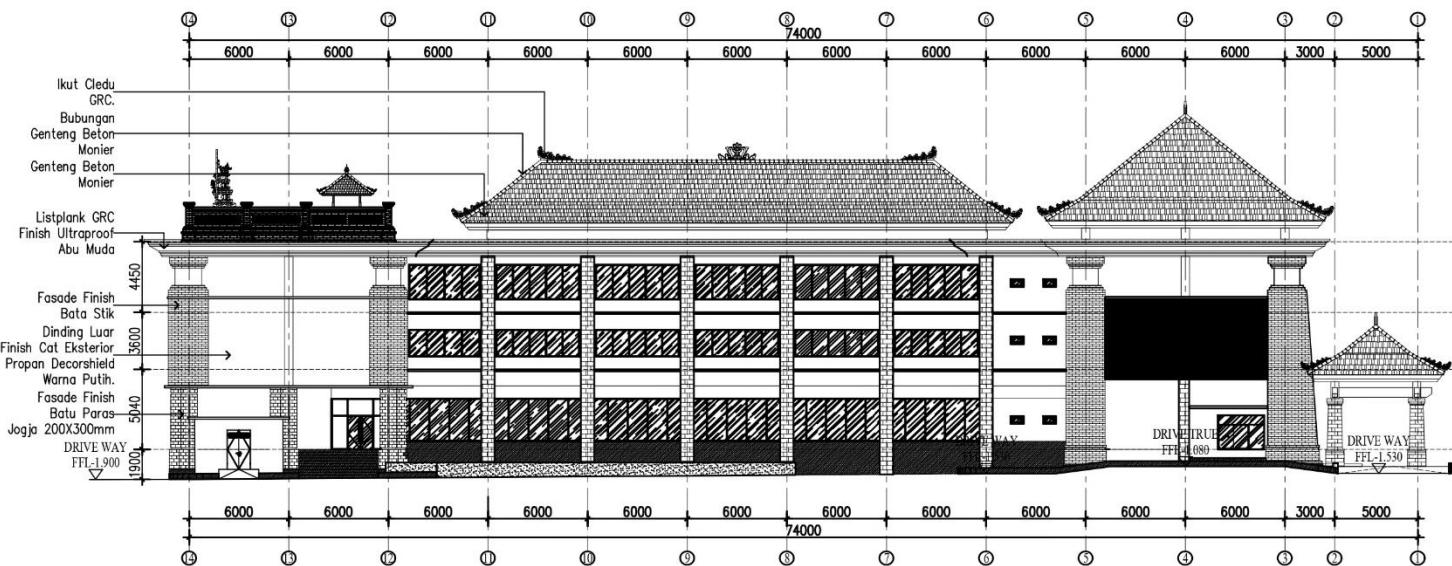 14 13 12 11 10 9 8 7 6 5 4 3 2 1
74000
6000 6000 6000 6000 6000 6000 6000 6000 6000 6000 6000 3000 5000
Ikut Cledu
GRC.
Bubungan
Genteng Beton
Monier
Genteng Beton
Monier
Listplank GRC
Finish Ultraproof
Abu Muda
4450
Fasade Finish
Bata Stik
Dinding Luar
Finish Cat Eksterior
Propan Decorshield
Warna Putih.
3600
Fasade Finish
Batu Paras
Jogja 200X300mm
5040
DRIVE WAY
FFL-1.900
1900
DRIVE WAY
DRIVE TRUE
DRIVE WAY
FFL-1.530
6000 6000 6000 6000 6000 6000 6000 6000 6000 6000 6000 3000 5000
74000
14 13 12 11 10 9 8 7 6 5 4 3 2 1